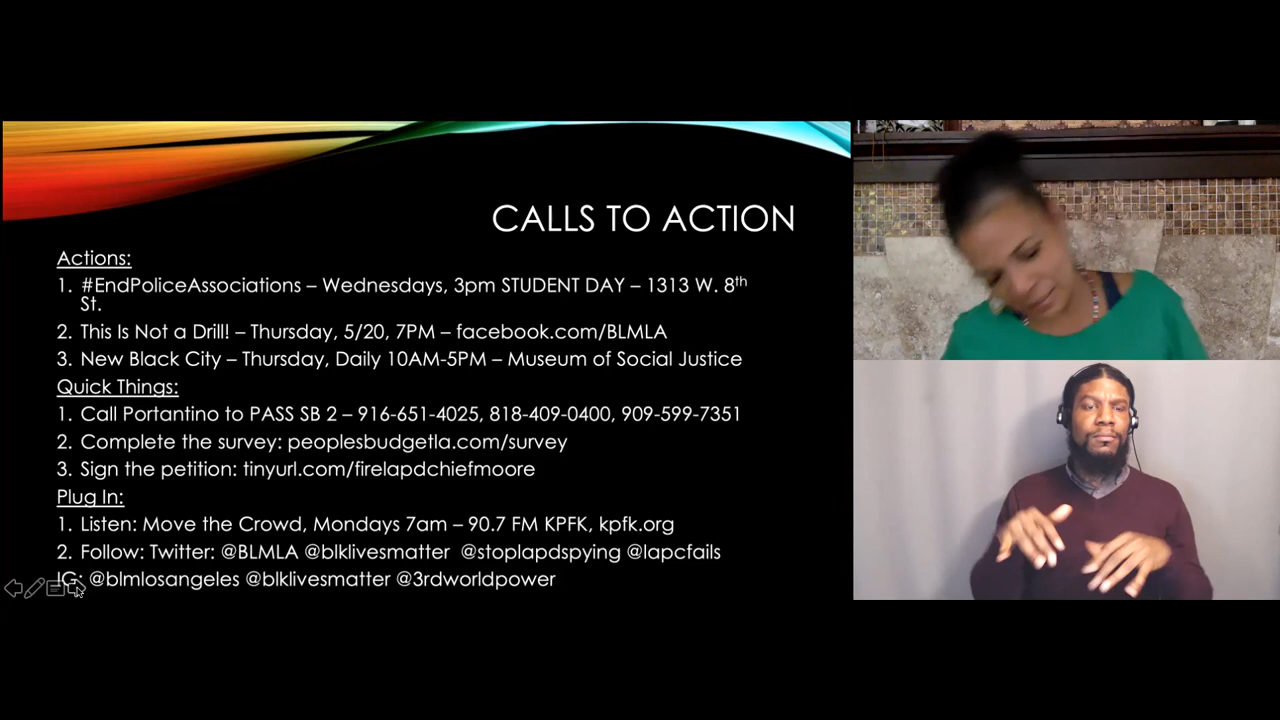 CALLS TO ACTION
Actions:
1. #EndPoliceAssociations – Wednesdays, 3pm STUDENT DAY – 1313 W. 8th
St.
2. This Is Not a Drill! – Thursday, 5/20, 7PM – facebook.com/BLMLA
3. New Black City – Thursday, Daily 10AM-5PM – Museum of Social Justice
Quick Things:
1. Call Portantino to PASS SB 2 – 916-651-4025, 818-409-0400, 909-599-7351
2. Complete the survey: peoplesbudgetla.com/survey
3. Sign the petition: tinyurl.com/firelapdchiefmoore
Plug In:
1. Listen: Move the Crowd, Mondays 7am – 90.7 FM KPFK, kpfk.org
2. Follow: Twitter: @BLMLA @blklivesmatter @stoplapdspying @lapcfails
IG: @blmlosangeles @blklivesmatter @3rdworldpower